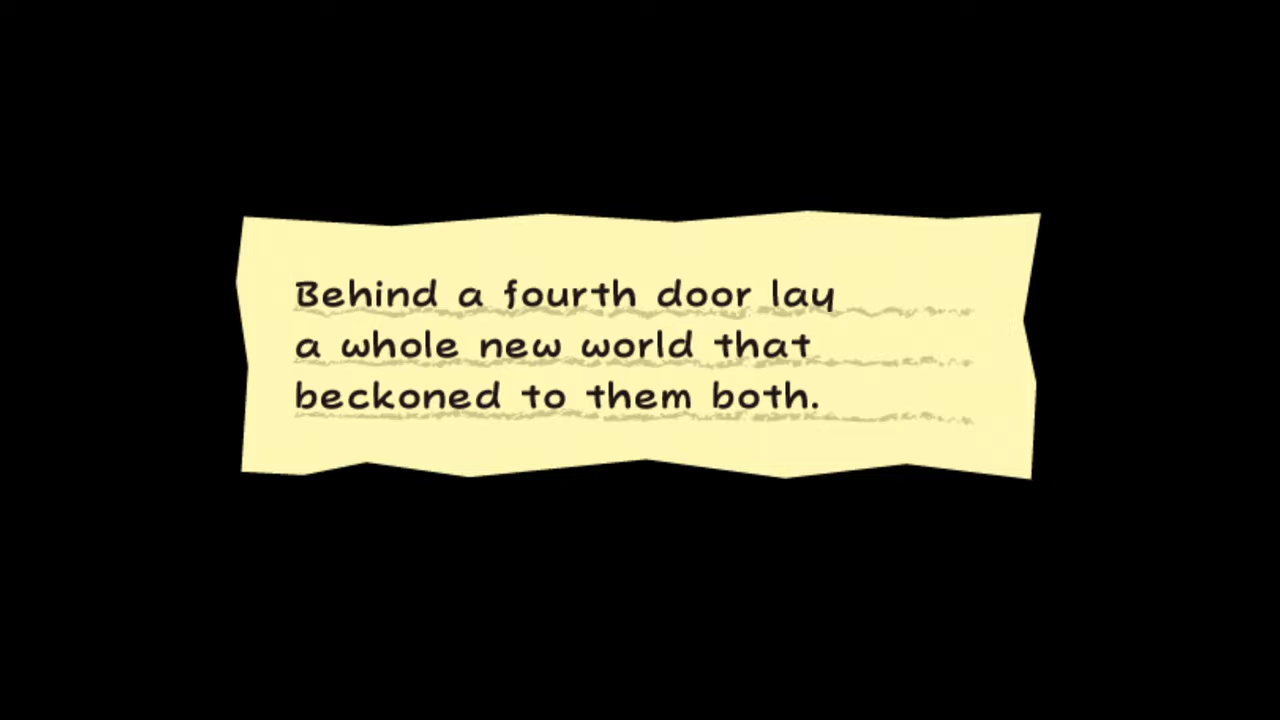 Behind a fourth door lay
a whole new world that
beckoned to them both.